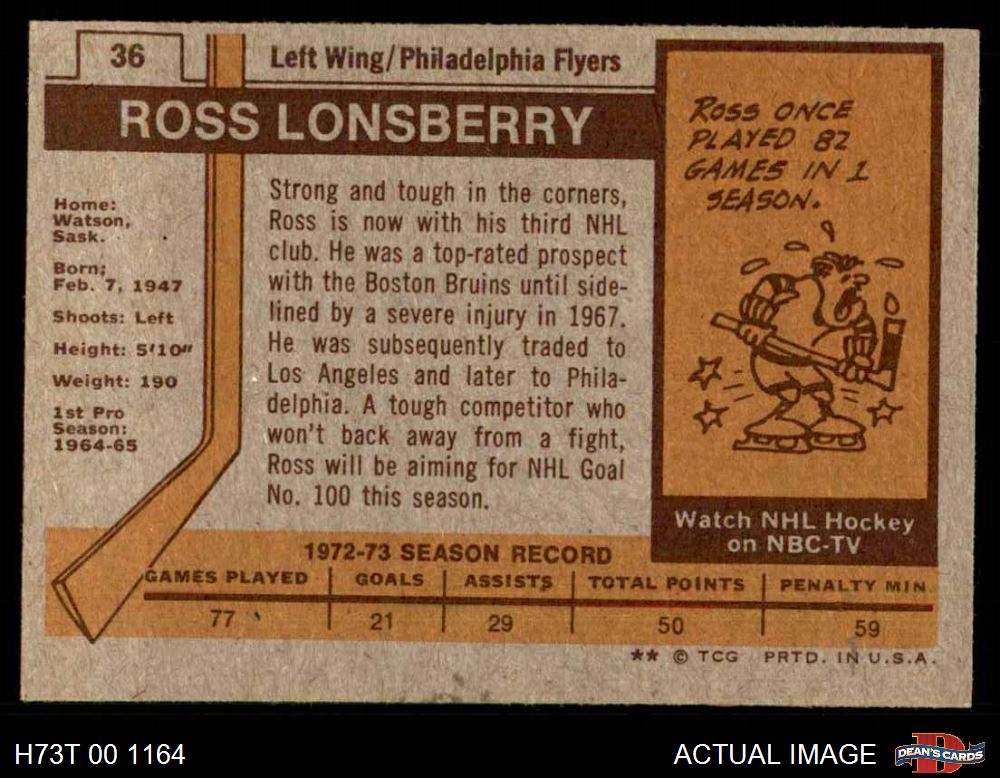 36
Left Wing/Philadelphia Flyers
ROSS LONSBERRY
Home:
Watson,
Sask.
Born;
Feb. 7, 1947
Shoots: Left
Height: 5'10"
Weight: 190
1st Pro
Season:
1964-65
Strong and tough in the corners,
Ross is now with his third NHL
club. He was a top-rated prospect
with the Boston Bruins until side-
lined by a severe injury in 1967.
He was subsequently traded to
Los Angeles and later to Phila-
delphia. A tough competitor who
won't back away from a fight,
Ross will be aiming for NHL Goal
No. 100 this season.
ROSS ONCE
PLAYED 82
GAMES IN 1
SEASON.
Watch NHL Hockey
on NBC-TV
1972-73 SEASON RECORD
GAMES PLAYED GOALS ASSISTS TOTAL POINTS PENALTY MIN
77 21 29 50 59
** © TCG PRTD. IN U.S.A.
H73T 00 1164
ACTUAL IMAGE
DEAN'S CARDS